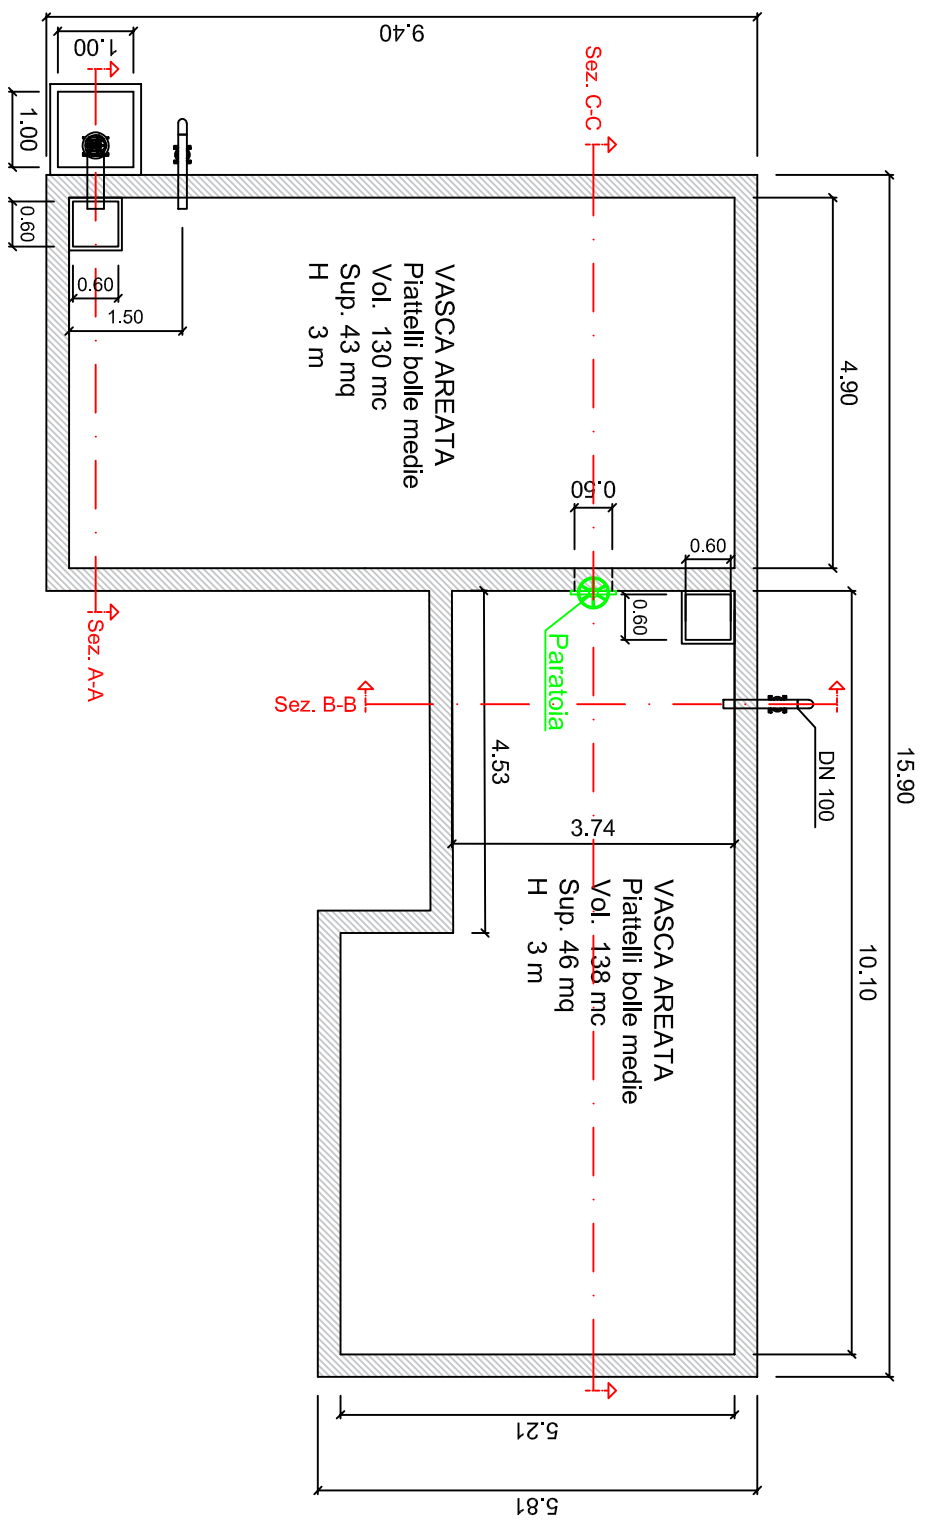 9.40
1.00
1.00
Sez. C-C
0.60
0.60
1.50
VASCA AREATA
Piattelli bolle medie
Vol. 130 mc
Sup. 43 mq
H 3 m
4.90
0.50
0.60
0.60
Paratoia
Sez. A-A
Sez. B-B
4.53
DN 100
15.90
3.74
VASCA AREATA
Piattelli bolle medie
Vol. 138 mc
Sup. 46 mq
H 3 m
10.10
5.21
5.81